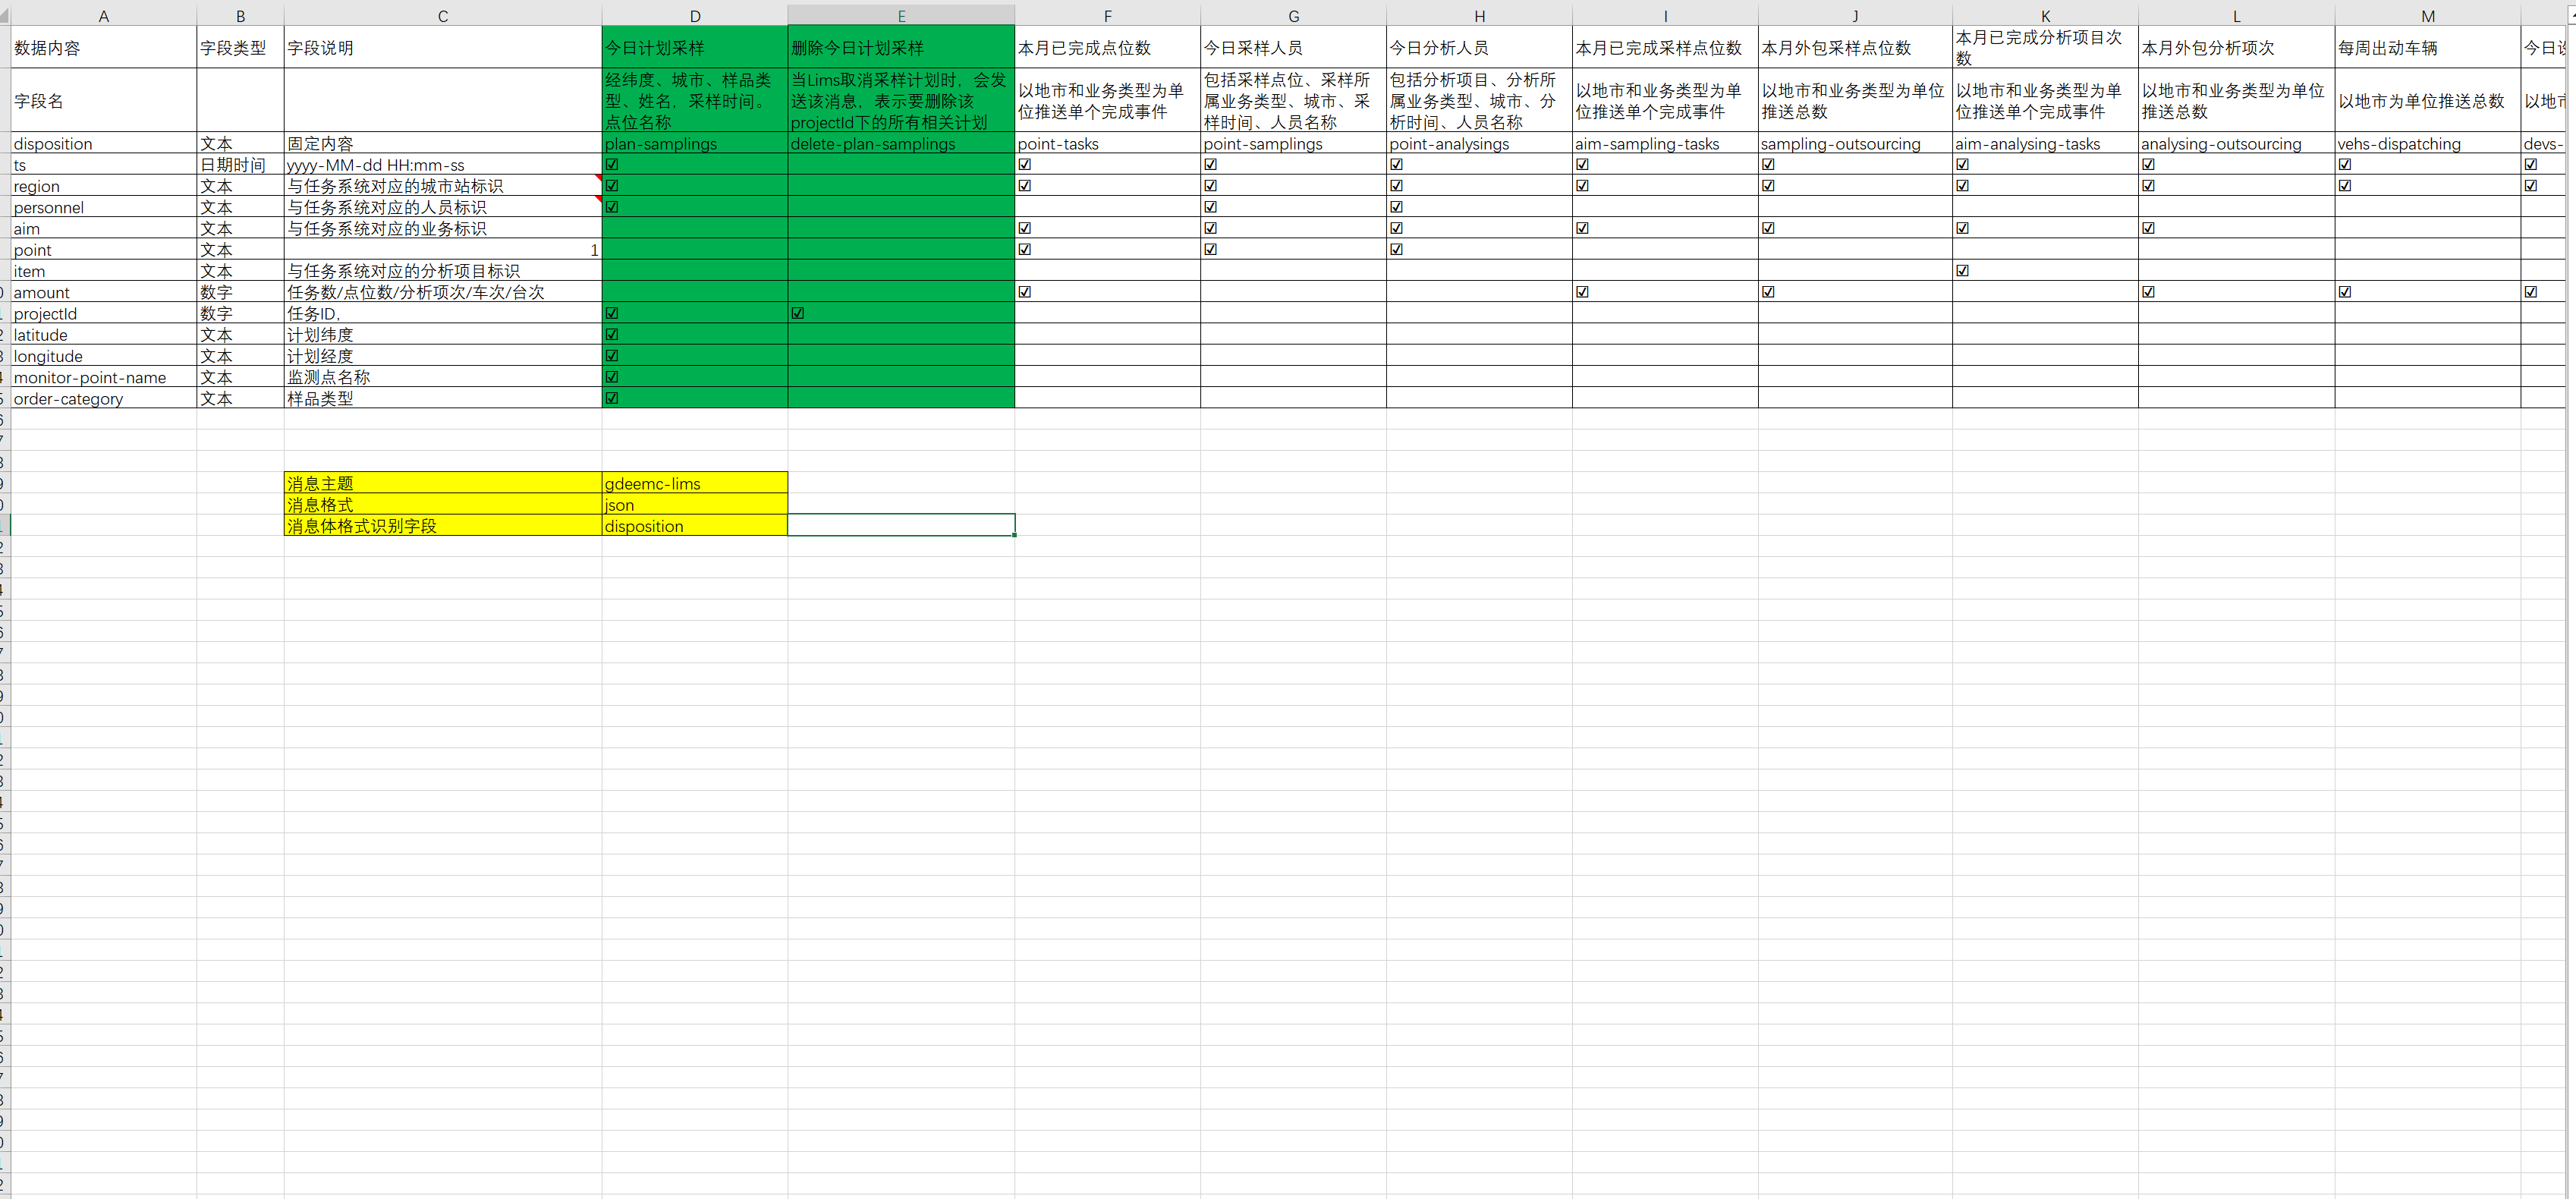 A B C D E F G H I J K L M
数据内容 字段类型 字段说明 今日计划采样 删除今日计划采样 本月已完成点位数 今日采样人员 今日分析人员 本月已完成采样点位数 本月外包采样点位数 本月已完成分析项目次数 本月外包分析项次 每周出动车辆 今日
字段名 经纬度、城市、样品类型、姓名，采样时间。点位名称 当Lims取消采样计划时，会发送该消息，表示要删除该projectId下的所有相关计划 以地市和业务类型为单位推送单个完成事件 包括采样点位、采样所属业务类型、城市、采样时间、人员名称 包括分析项目、分析所属业务类型、城市、分析时间、人员名称 以地市和业务类型为单位推送单个完成事件 以地市和业务类型为单位推送总数 以地市和业务类型为单位推送单个完成事件 以地市和业务类型为单位推送总数 以地市为单位推送总数 以地
disposition 文本 固定内容 plan-samplings delete-plan-samplings point-tasks point-samplings point-analysings aim-sampling-tasks sampling-outsourcing aim-analysing-tasks analysing-outsourcing vehs-dispatching devs-
ts 日期时间 yyyy-MM-dd HH:mm-ss ☑ ☑ ☑ ☑ ☑ ☑ ☑ ☑ ☑ ☑
region 文本 与任务系统对应的城市站标识 ☑ ☑ ☑ ☑ ☑ ☑ ☑ ☑ ☑ ☑
personnel 文本 与任务系统对应的人员标识 ☑ ☑ ☑
aim 文本 与任务系统对应的业务标识 ☑ ☑ ☑ ☑ ☑ ☑ ☑
point 文本 1 ☑ ☑ ☑
item 文本 与任务系统对应的分析项目标识 ☑
amount 数字 任务数/点位数/分析项次/车次/台次 ☑ ☑ ☑ ☑ ☑ ☑
projectId 数字 任务ID, ☑ ☑
latitude 文本 计划纬度 ☑
longitude 文本 计划经度 ☑
monitor-point-name 文本 监测点名称 ☑
order-category 文本 样品类型 ☑
消息主题 gdeemc-lims
消息格式 json
消息体格式识别字段 disposition